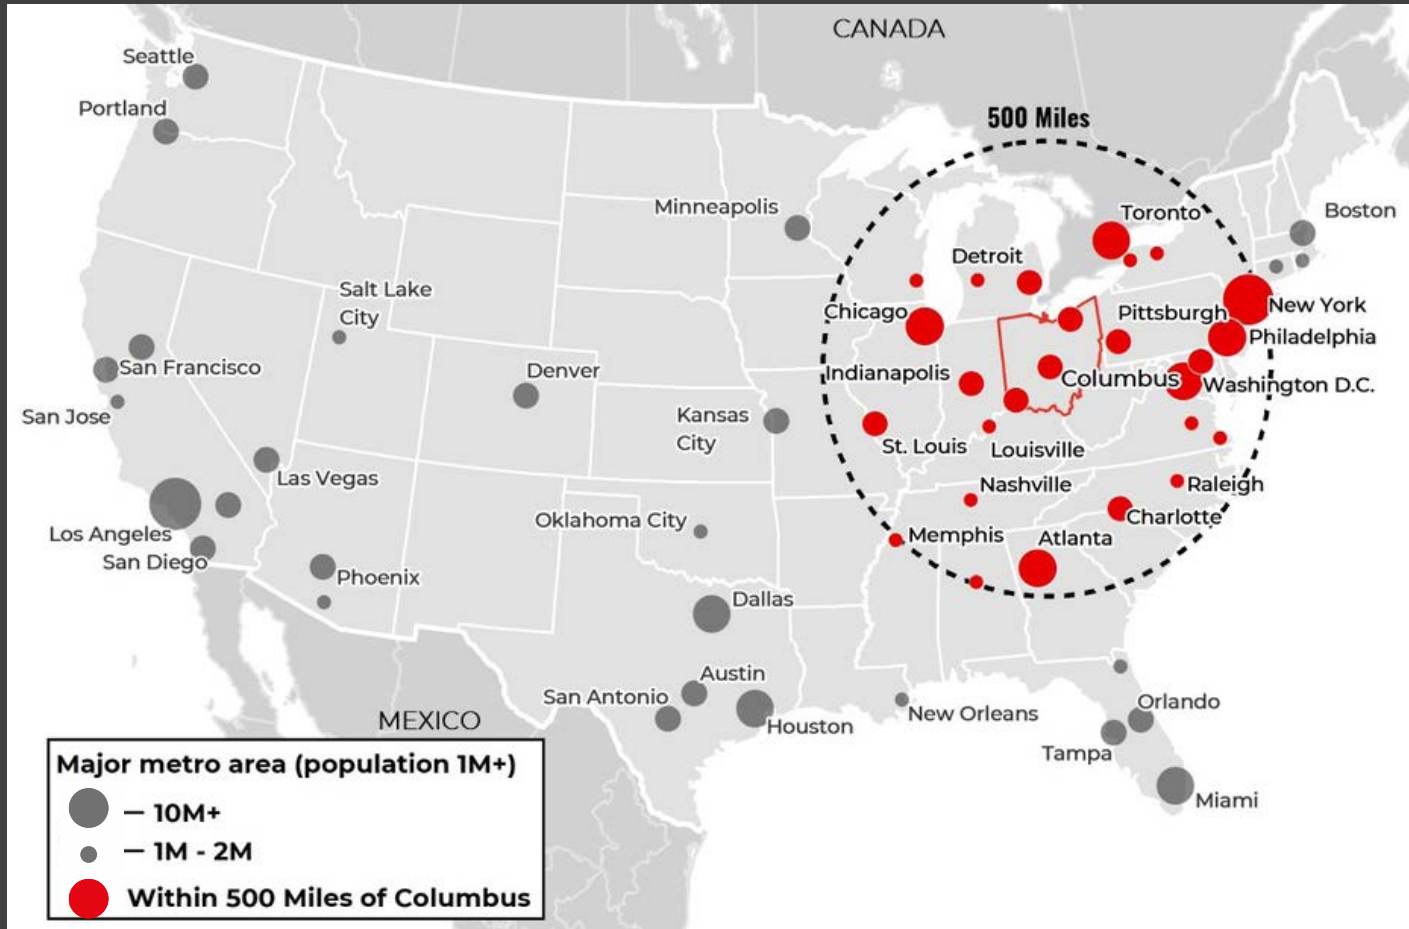 CANADA
Seattle
Portland
500 Miles
Minneapolis
Toronto
Boston
Detroit
Salt Lake
City
Chicago
Pittsburgh
New York
Philadelphia
San Francisco
Denver
Indianapolis
Columbus
Washington D.C.
San Jose
Kansas
City
St. Louis
Louisville
Las Vegas
Nashville
Raleigh
Los Angeles
San Diego
Oklahoma City
Memphis
Atlanta
Charlotte
Phoenix
Dallas
Austin
San Antonio
Houston
New Orleans
Orlando
Tampa
Miami
MEXICO
Major metro area (population 1M+)
— 10M+
— 1M - 2M
Within 500 Miles of Columbus